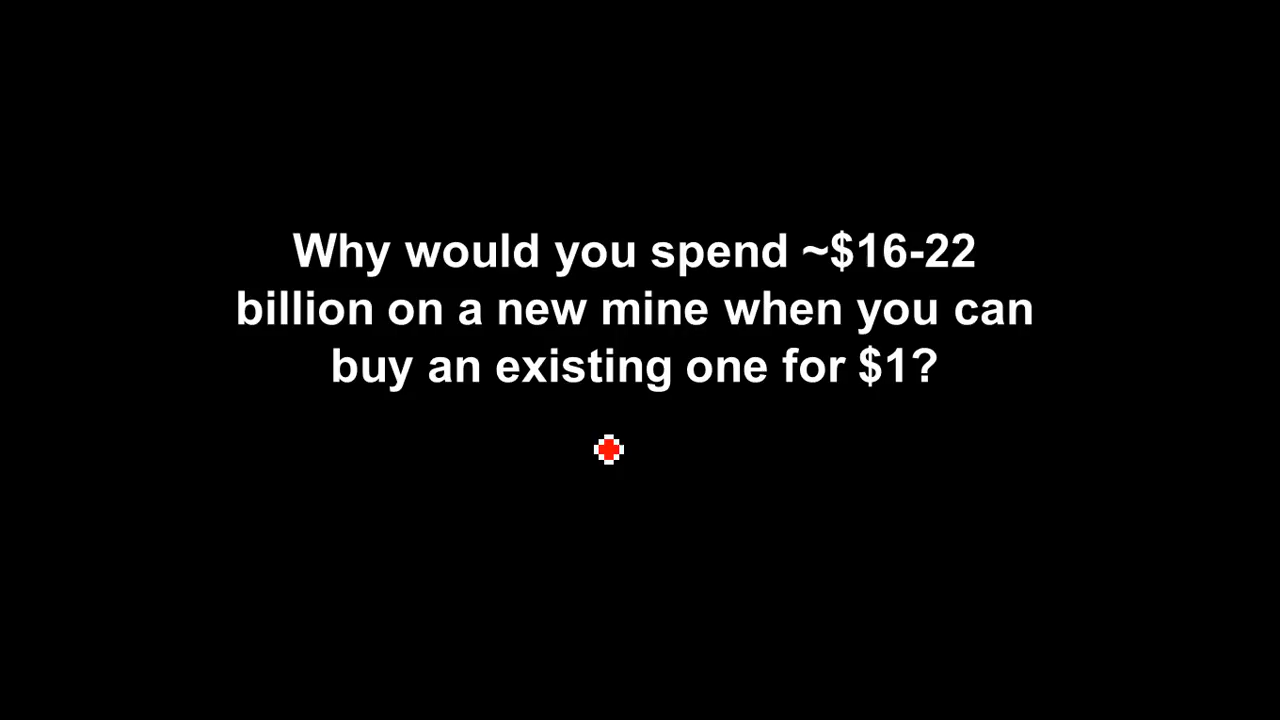 Why would you spend ~$16-22
billion on a new mine when you can
buy an existing one for $1?